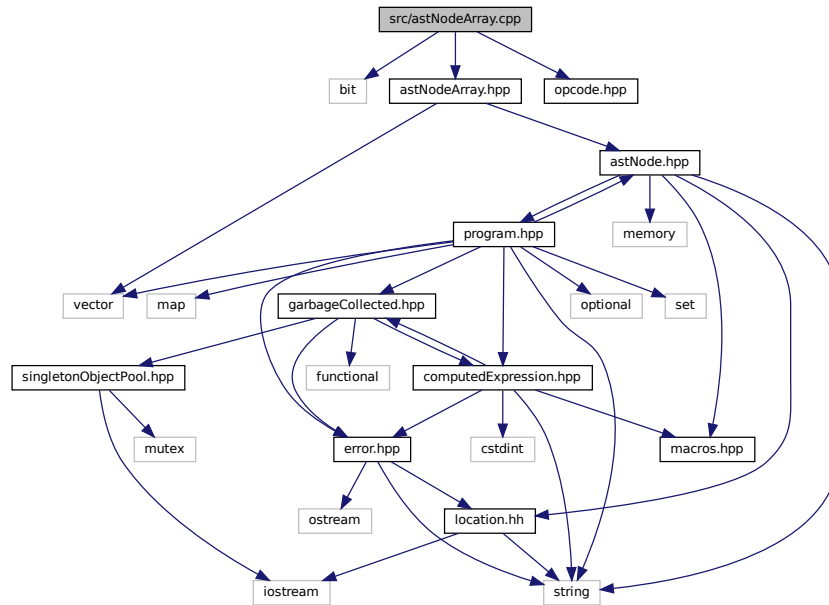 src/astNodeArray.cpp
bit
astNodeArray.hpp
opcode.hpp
astNode.hpp
program.hpp
memory
vector
map
garbageCollected.hpp
optional
set
singletonObjectPool.hpp
functional
computedExpression.hpp
mutex
error.hpp
cstdint
macros.hpp
ostream
location.hh
iostream
string